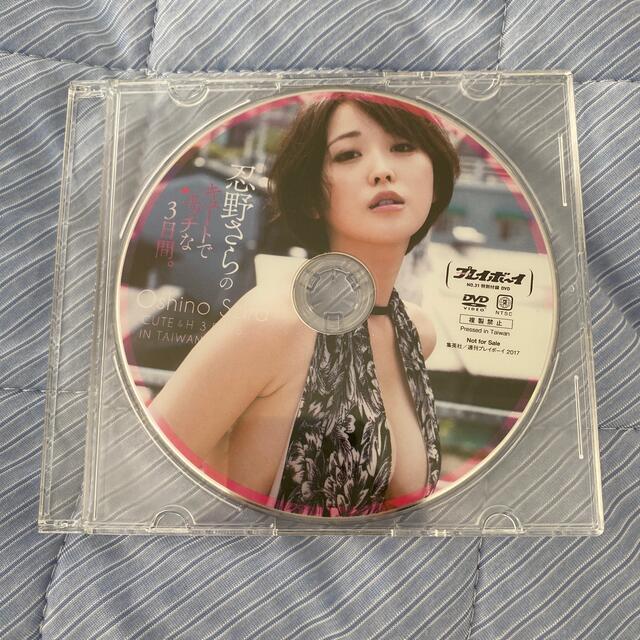 忍野さらの
キュートで
エッチな
3日間。
Oshino Sara
CUTE & H 3
IN TAIWAN
プレイボーイ
NO.31 特別付録 DVD
DVD
VIDEO
2
NTSC
複製禁止
Pressed in Taiwan
Not for Sale
集英社/週刊プレイボーイ 2017